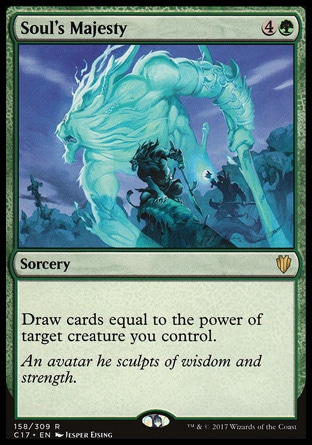 Soul's Majesty 4
Sorcery
Draw cards equal to the power of
target creature you control.
An avatar he sculpts of wisdom and
strength.
158/309 R
C17 • EN Jesper Ejsing
™ & © 2017 Wizards of the Coast